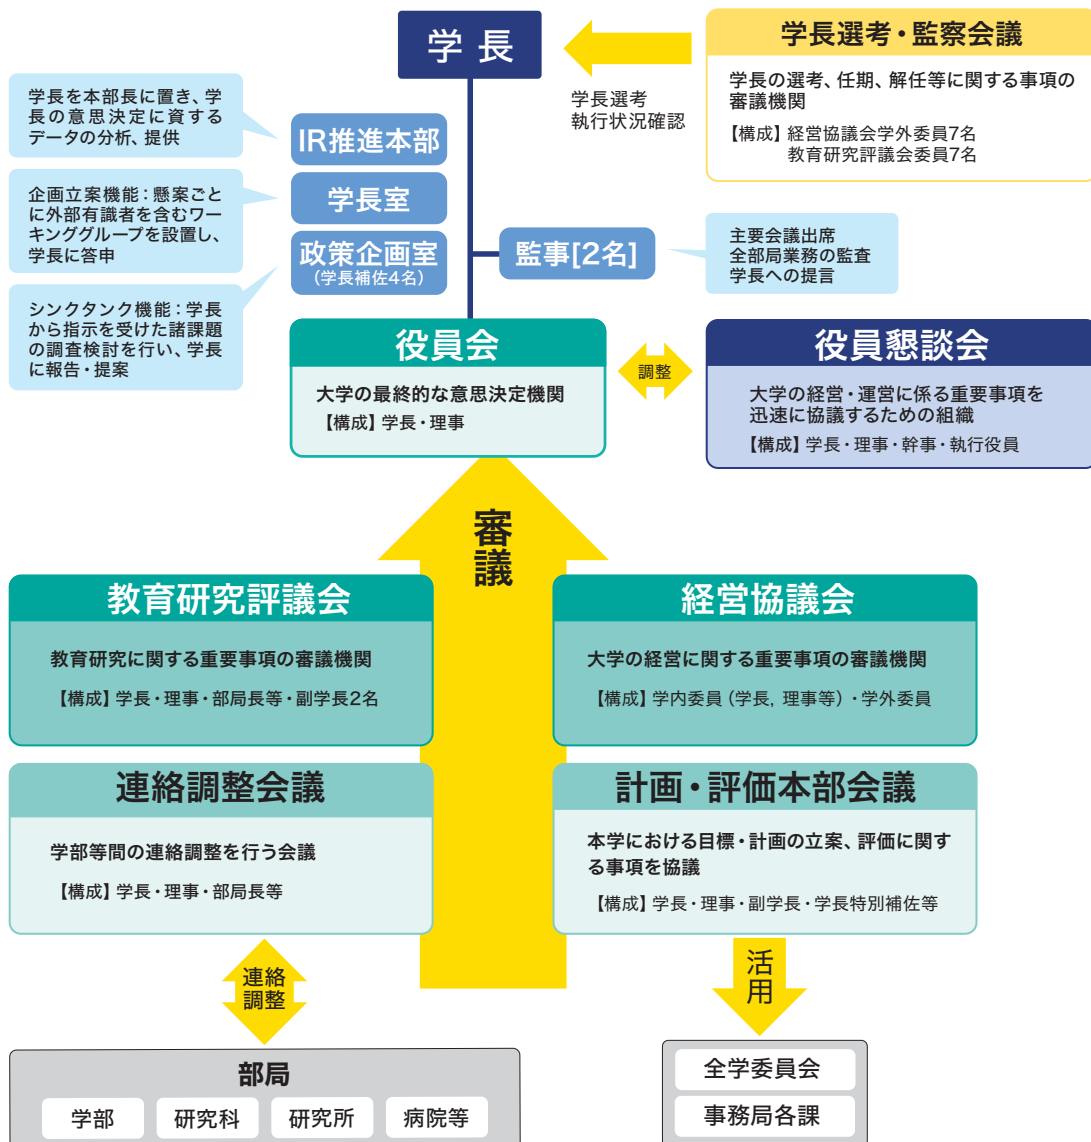 学長
学長選考・監察会議
学長の選考、任期、解任等に関する事項の
審議機関
【構成】経営協議会学外委員7名
教育研究評議会委員7名
学長選考
執行状況確認
学長を本部長に置き、学
長の意思決定に資する
データの分析、提供
IR推進本部
企画立案機能：懸案ごと
に外部有識者を含むワー
キンググループを設置し、
学長に答申
学長室
政策企画室
(学長補佐4名)
シンクタンク機能：学長
から指示を受けた諸課題
の調査検討を行い、学長
に報告・提案
監事[2名]
主要会議出席
全部局業務の監査
学長への提言
役員会
大学の最終的な意思決定機関
【構成】学長・理事
調整
役員懇談会
大学の経営・運営に係る重要事項を
迅速に協議するための組織
【構成】学長・理事・幹事・執行役員
審議
教育研究評議会
教育研究に関する重要事項の審議機関
【構成】学長・理事・部局長等・副学長2名
経営協議会
大学の経営に関する重要事項の審議機関
【構成】学内委員（学長, 理事等）・学外委員
連絡調整会議
学部等間の連絡調整を行う会議
【構成】学長・理事・部局長等
計画・評価本部会議
本学における目標・計画の立案、評価に関す
る事項を協議
【構成】学長・理事・副学長・学長特別補佐等
連絡
調整
活用
部局
学部
研究科
研究所
病院等
全学委員会
事務局各課